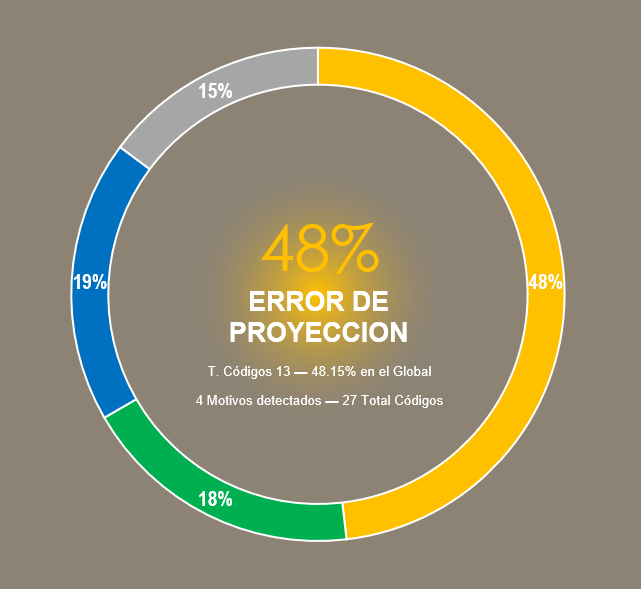 15%
48%
19%
48%
ERROR DE
PROYECCION
T. Códigos 13 — 48.15% en el Global
4 Motivos detectados — 27 Total Códigos
18%